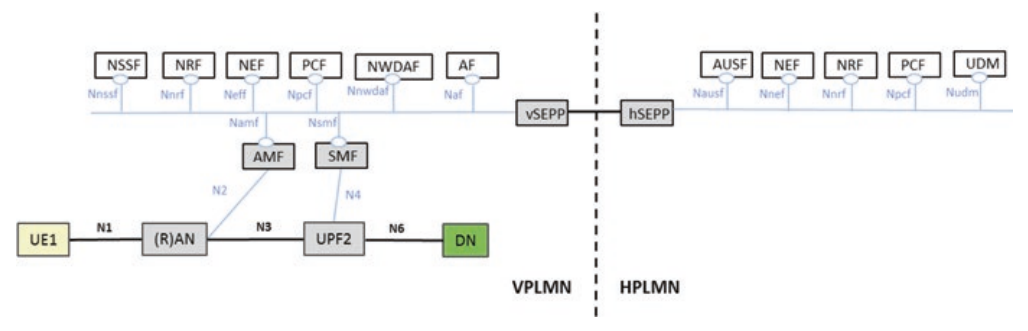 NSSF NRF NEF PCF NWDAF AF AUSF NEF NRF PCF UDM
Nnssf Nnrf Neff Npcf Nnwdaf Naf Nausf Nnef Nnrf Npcf Nudm
vSEPP hSEPP
Namf Nsmf
AMF SMF
N2 N4
N1 N3 N6
UE1 (R)AN UPF2 DN
VPLMN HPLMN